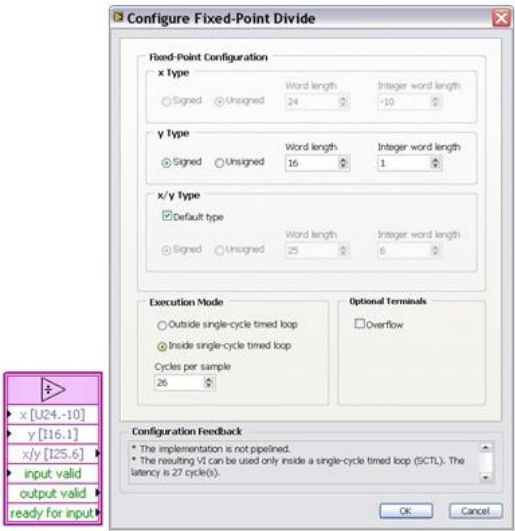 Configure Fixed-Point Divide
Fixed-Point Configuration
x Type
Word length Integer word length
Signed Unsigned 24 -10
y Type
Word length Integer word length
Signed Unsigned 16 1
x/y Type
Default type
Word length Integer word length
Signed Unsigned 25 6
Execution Mode
Outside single-cycle timed loop
Inside single-cycle timed loop
Cycles per sample
26
Optional Terminals
Overflow
Configuration Feedback
* The implementation is not pipelined.
* The resulting VI can be used only inside a single-cycle timed loop (SCTL). The
latency is 27 cycle(s).
OK Cancel
x [U24.-10]
y [I16.1]
x/y [I25.6]
input valid
output valid
ready for input